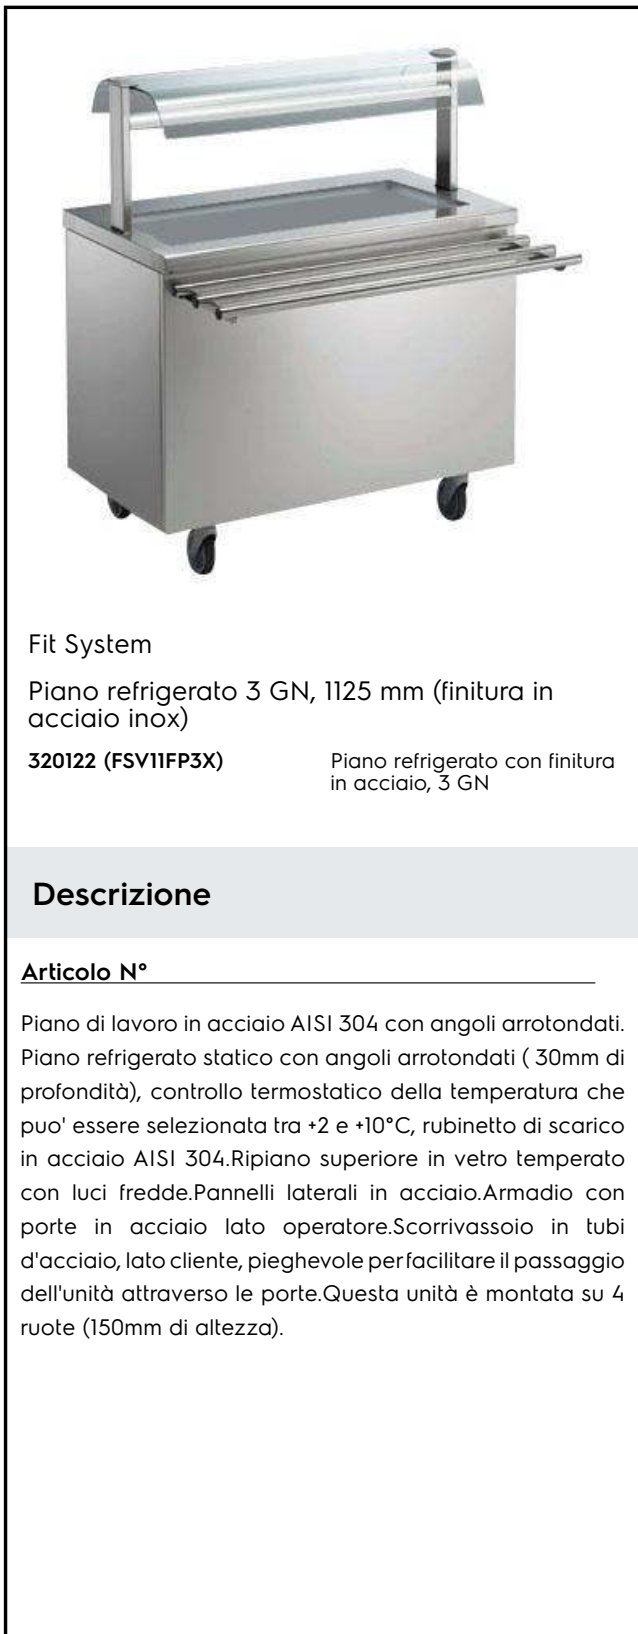 Fit System
Piano refrigerato 3 GN, 1125 mm (finitura in
acciaio inox)
320122 (FSV11FP3X)
Piano refrigerato con finitura
in acciaio, 3 GN
Descrizione
Articolo N°
Piano di lavoro in acciaio AISI 304 con angoli arrotondati.
Piano refrigerato statico con angoli arrotondati ( 30mm di
profondità), controllo termostatico della temperatura che
puo' essere selezionata tra +2 e +10°C, rubinetto di scarico
in acciaio AISI 304.Ripiano superiore in vetro temperato
con luci fredde.Pannelli laterali in acciaio.Armadio con
porte in acciaio lato operatore.Scorrivassoio in tubi
d'acciaio, lato cliente, pieghevole perfacilitare il passaggio
dell'unità attraverso le porte.Questa unità è montata su 4
ruote (150mm di altezza).